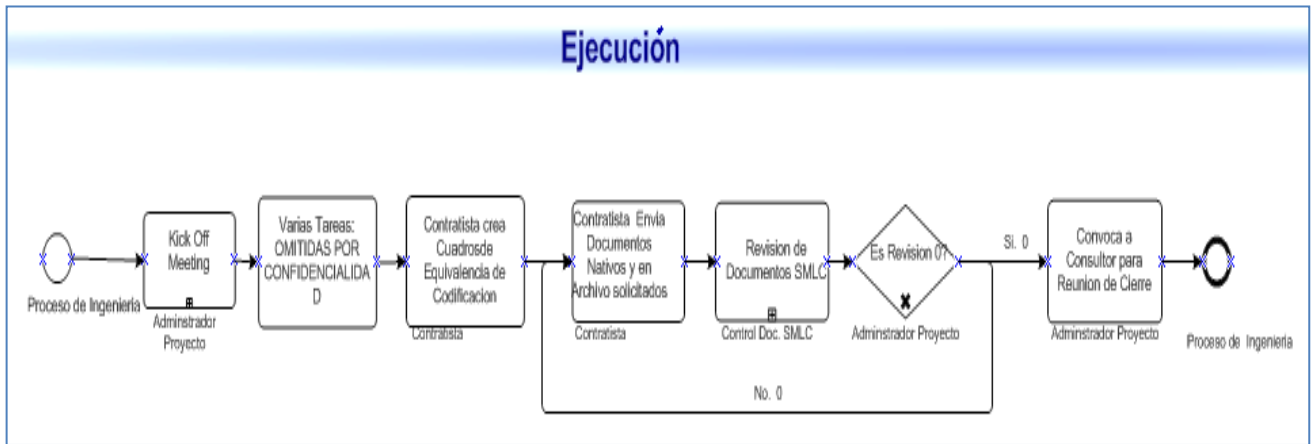 Ejecución
Proceso de Ingenieria
Kick Off
Meeting
Adminstrador
Proyecto
Varias Tareas:
OMITIDAS POR
CONFIDENCIALIDA
D
Contratista crea
Cuadrosde
Equivalencia de
Codificacion
Contratista
Contratista Envia
Documentos
Nativos y en
Archivo solicitados
Contratista
Revision de
Documentos SMLC
Control Doc. SMLC
Es Revision 0?
Adminstrador Proyecto
Si. 0
No. 0
Convoca a
Consultor para
Reunion de Cierre
Adminstrador Proyecto
Proceso de Ingenieria